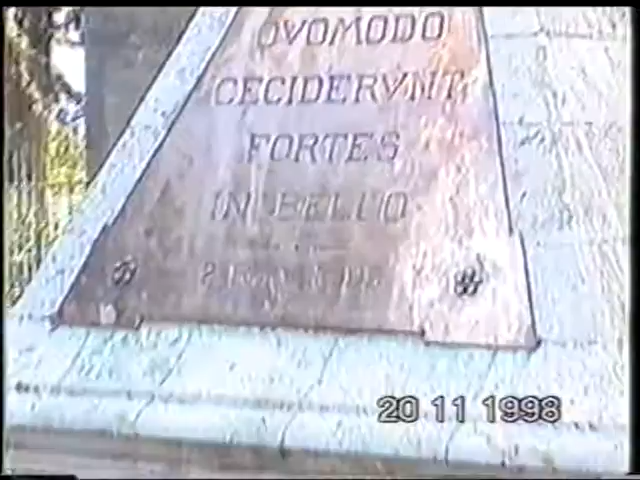 QVOMODO
CECIDERVNT
FORTES
IN BELLO
20 11 1998